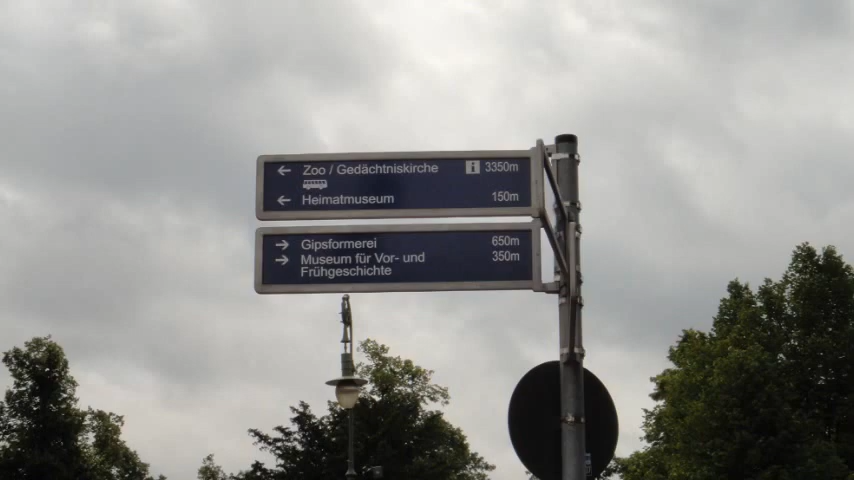 ← Zoo / Gedächtniskirche i 3350m
← Heimatmuseum 150m
→ Gipsformerei 650m
→ Museum für Vor- und 350m
Frühgeschichte